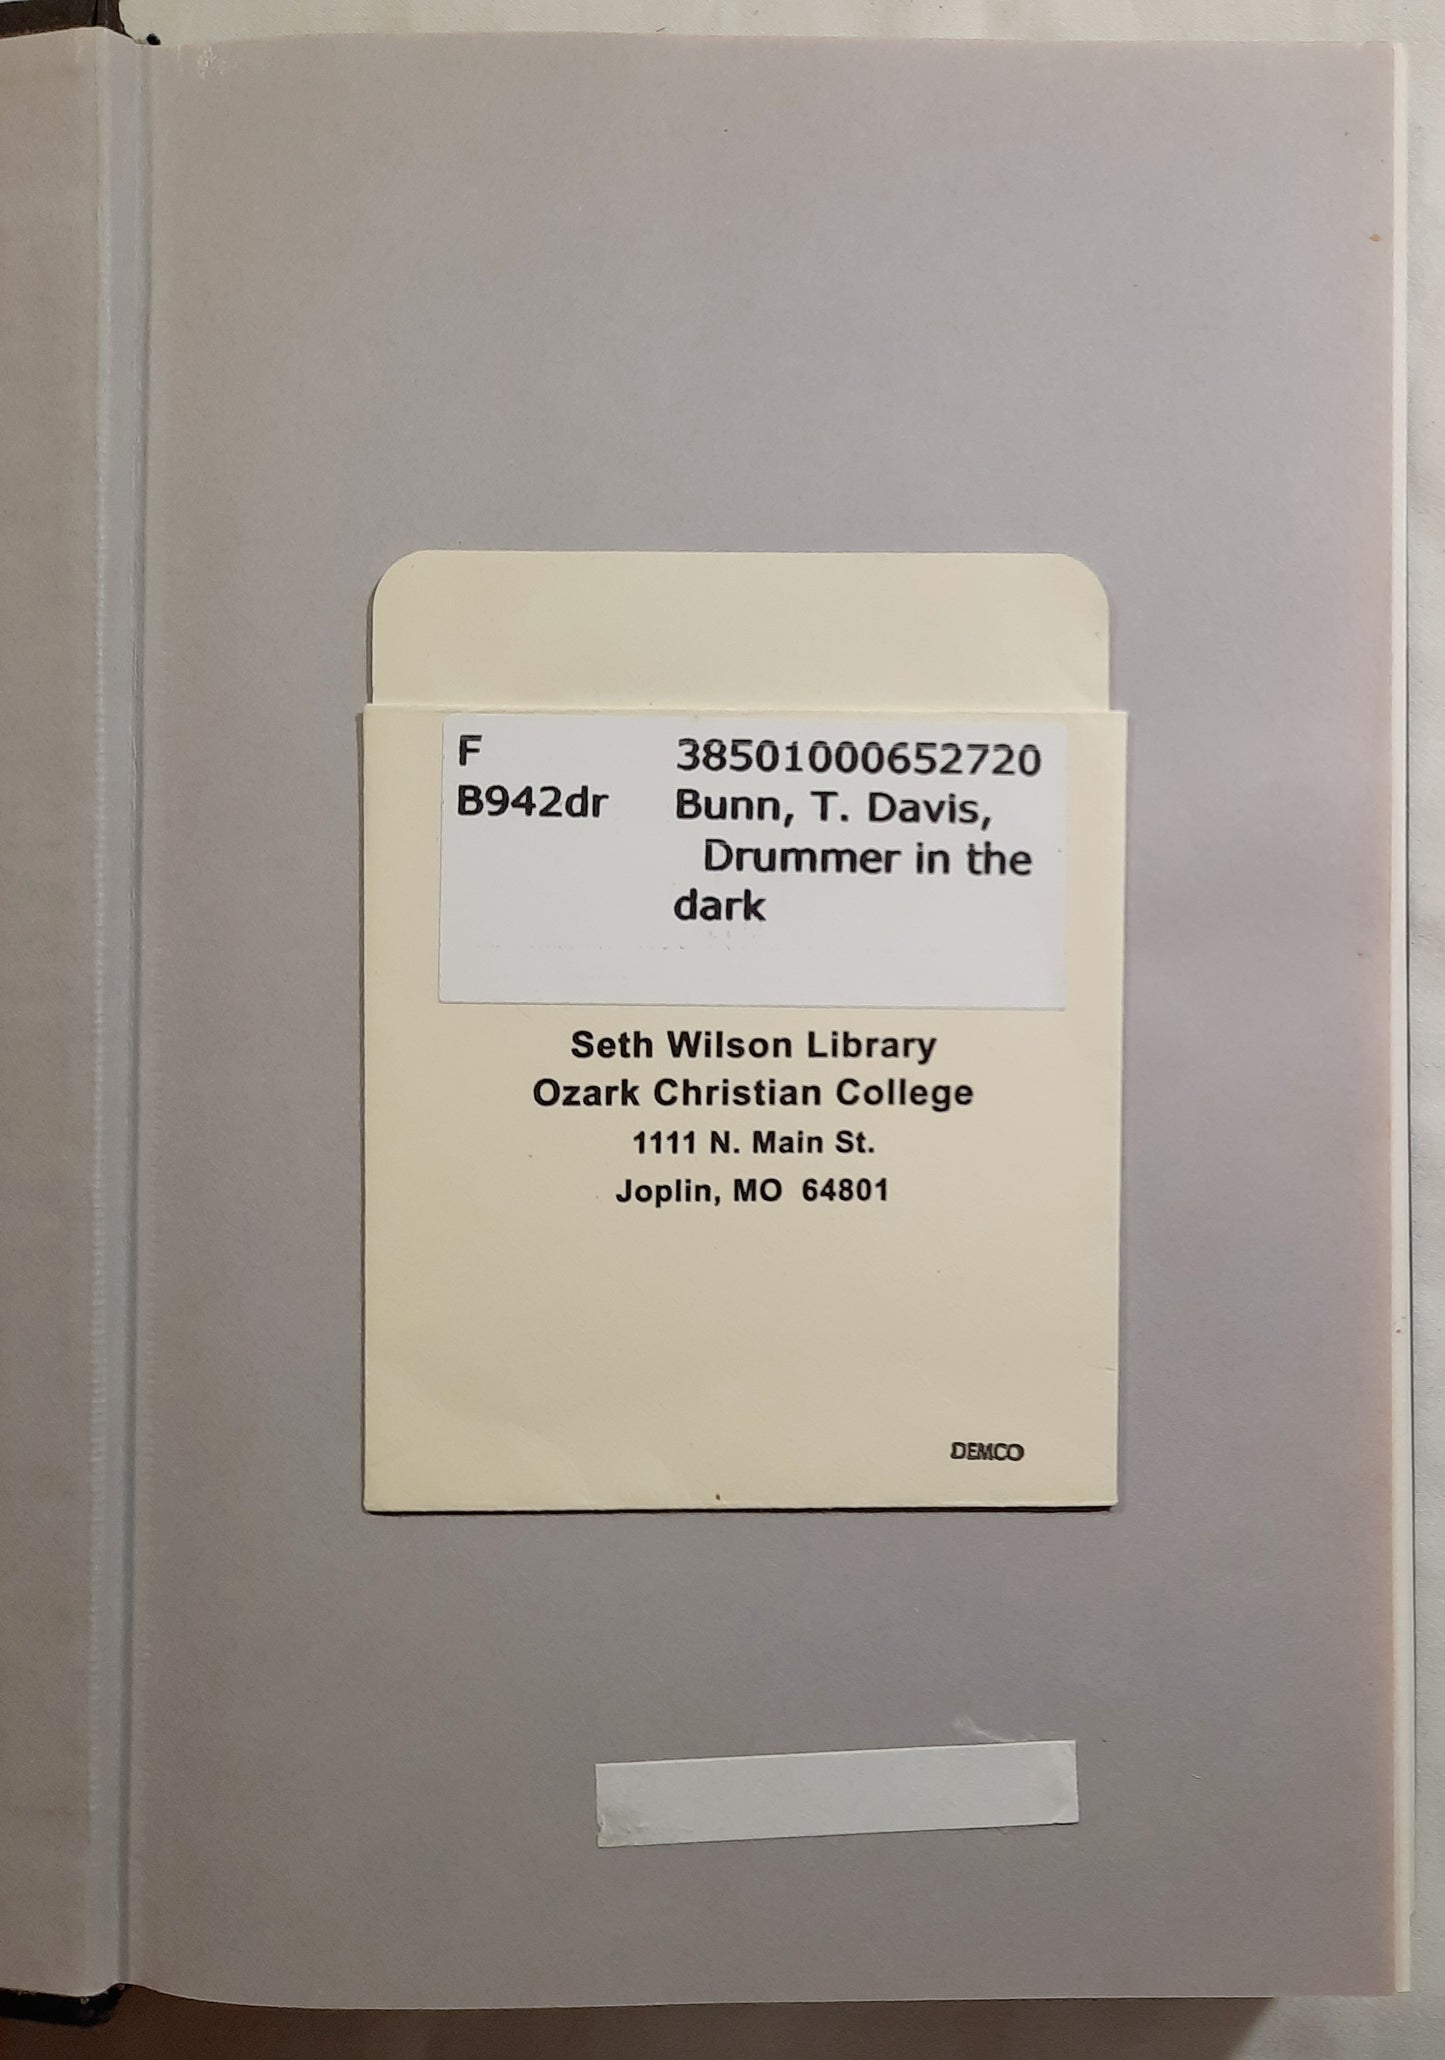 F 38501000652720
B942dr Bunn, T. Davis,
Drummer in the
dark
Seth Wilson Library
Ozark Christian College
1111 N. Main St.
Joplin, MO 64801
DEMCO